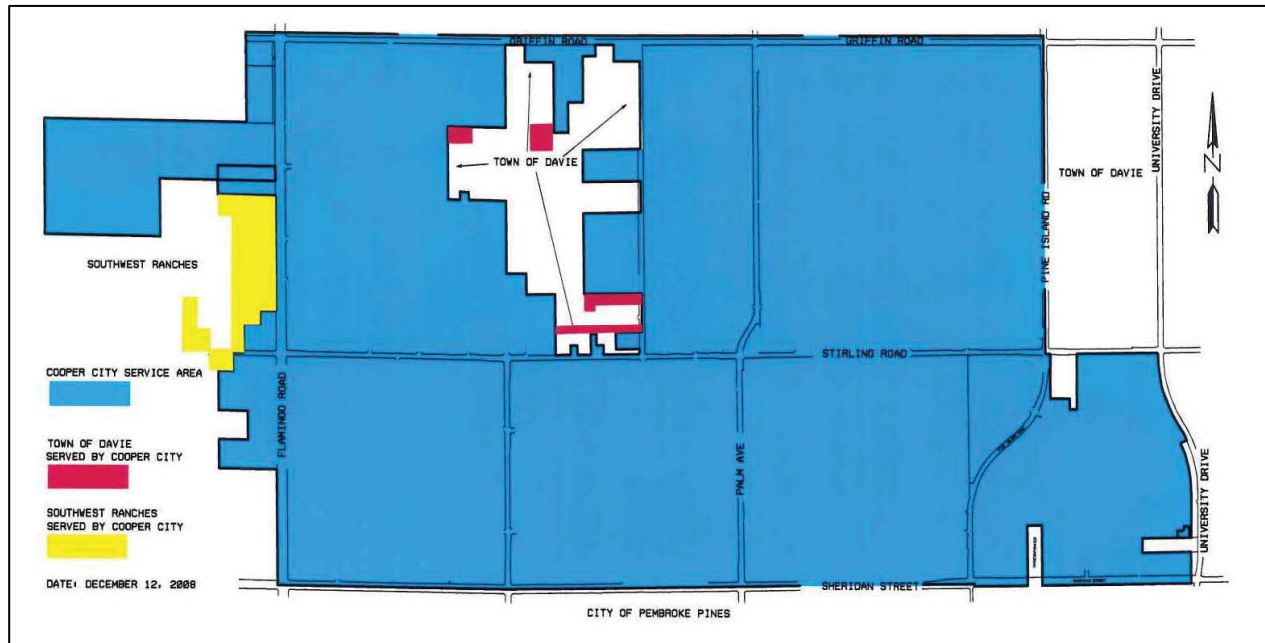 GRIFFIN ROAD
GRIFFIN ROAD
UNIVERSITY DRIVE
N
TOWN OF DAVIE
TOWN OF DAVIE
PINE ISLAND RD
SOUTHWEST RANCHES
STIRLING ROAD
COOPER CITY SERVICE AREA
FLAMINGO ROAD
TOWN OF DAVIE
SERVED BY COOPER CITY
PALM AVE
UNIVERSITY DRIVE
SOUTHWEST RANCHES
SERVED BY COOPER CITY
DATE: DECEMBER 12, 2008
SHERIDAN STREET
SHERIDAN STREET
CITY OF PEMBROKE PINES